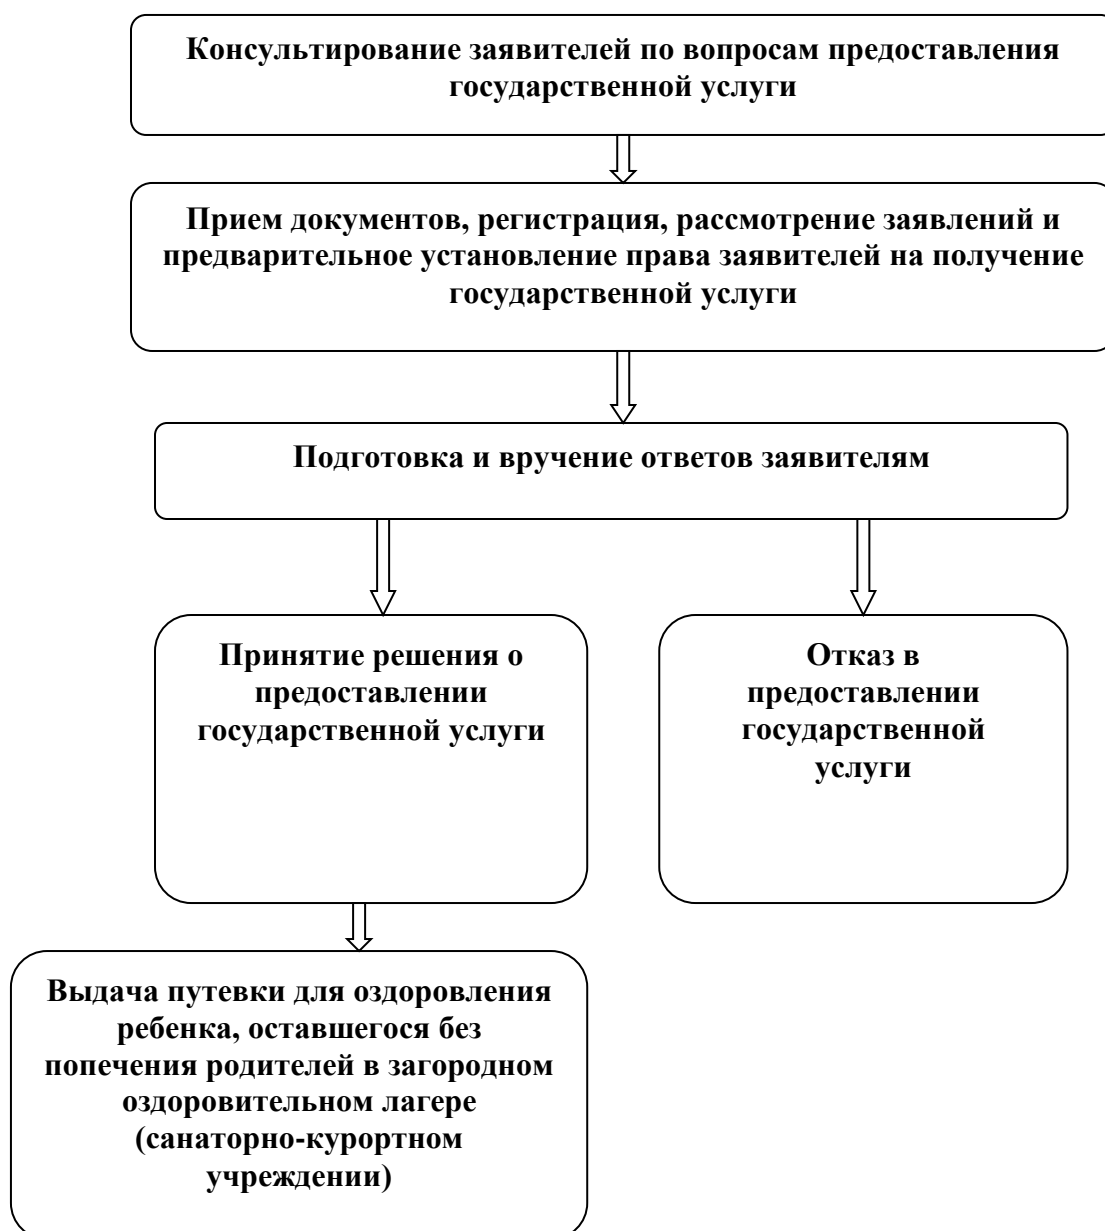 Консультирование заявителей по вопросам предоставления
государственной услуги
Прием документов, регистрация, рассмотрение заявлений и
предварительное установление права заявителей на получение
государственной услуги
Подготовка и вручение ответов заявителям
Принятие решения о
предоставлении
государственной услуги
Отказ в
предоставлении
государственной
услуги
Выдача путевки для оздоровления
ребенка, оставшегося без
попечения родителей в загородном
оздоровительном лагере
(санаторно-курортном
учреждении)